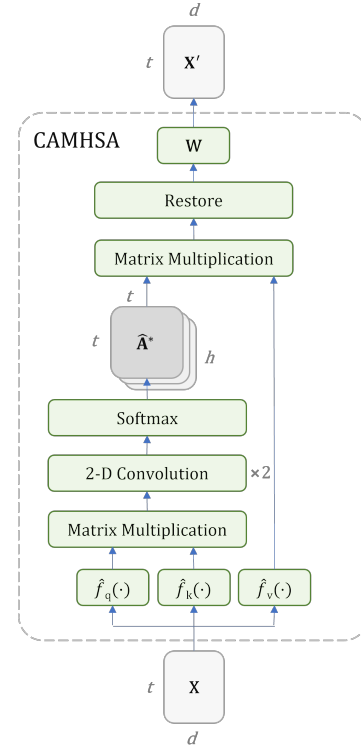 d
t
X′
CAMHSA
W
Restore
Matrix Multiplication
t
t
Â*
h
Softmax
2-D Convolution
×2
Matrix Multiplication
f̂q(·)
f̂k(·)
f̂v(·)
t
X
d